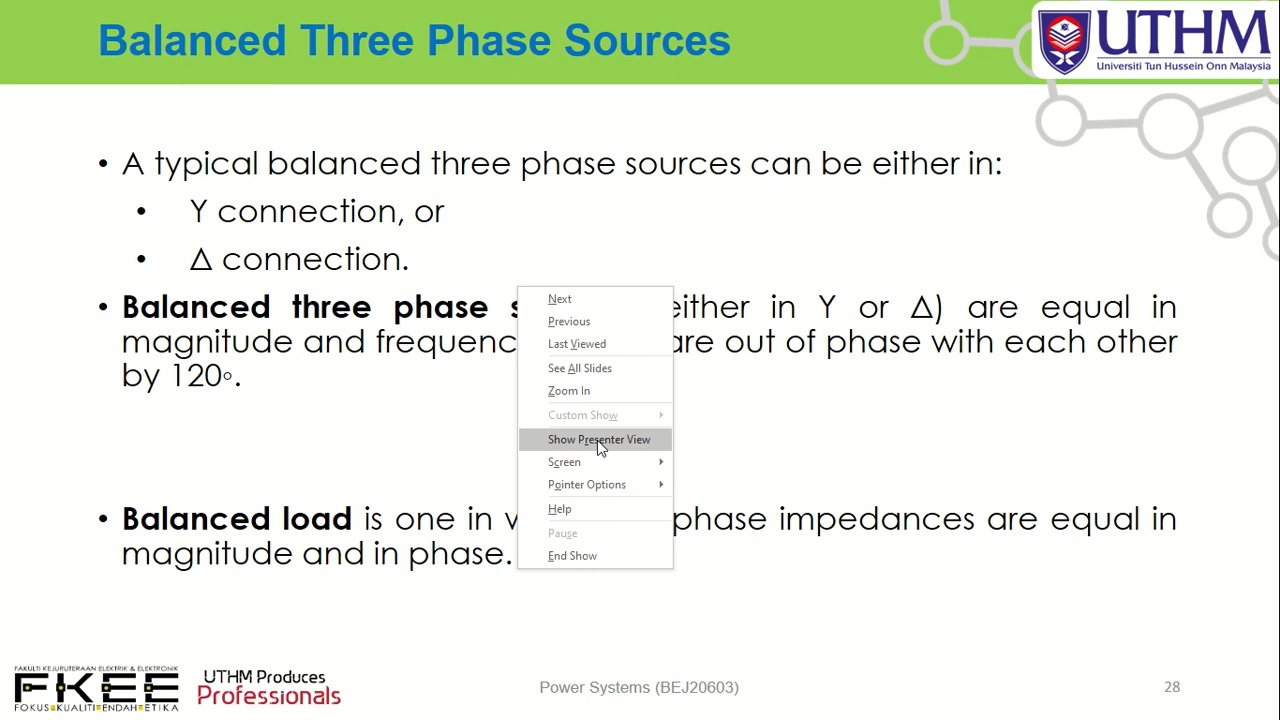 Balanced Three Phase Sources
UTHM
Universiti Tun Hussein Onn Malaysia
• A typical balanced three phase sources can be either in:
• Y connection, or
• Δ connection.
• Balanced three phase s either in Y or Δ) are equal in
magnitude and frequenc are out of phase with each other
by 120°.
Next
Previous
Last Viewed
See All Slides
Zoom In
Custom Show
Show Presenter View
Screen
Pointer Options
Help
Pause
End Show
• Balanced load is one in phase impedances are equal in
magnitude and in phase.
FAKULTI KEJURUTERAAN ELEKTRIK & ELEKTRONIK
FKEE
FOKUS KUALITI ENDAH ETIKA
UTHM Produces
Professionals
Power Systems (BEJ20603)
28